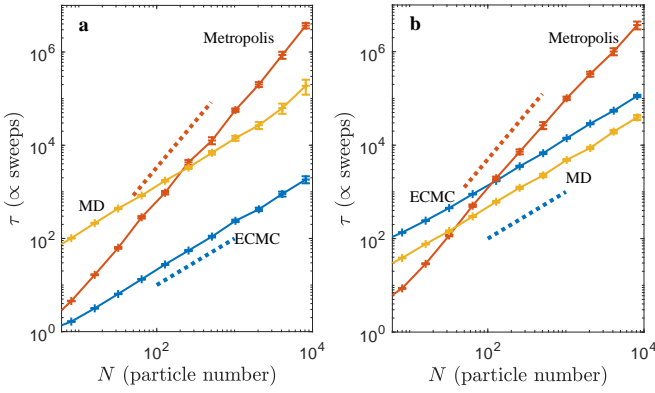 a
Metropolis
MD
ECMC
10^6
10^4
10^2
10^0
τ (∝ sweeps)
10^2
10^4
N (particle number)
b
Metropolis
ECMC
MD
10^6
10^4
10^2
10^0
τ (∝ sweeps)
10^2
10^4
N (particle number)